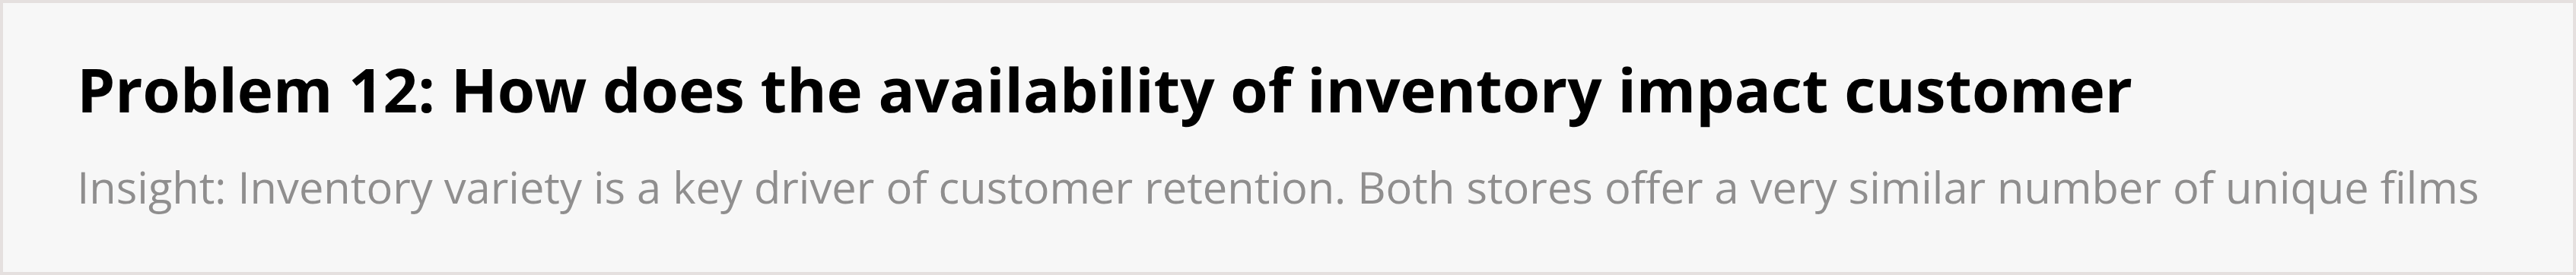 Problem 12: How does the availability of inventory impact customer
Insight: Inventory variety is a key driver of customer retention. Both stores offer a very similar number of unique films